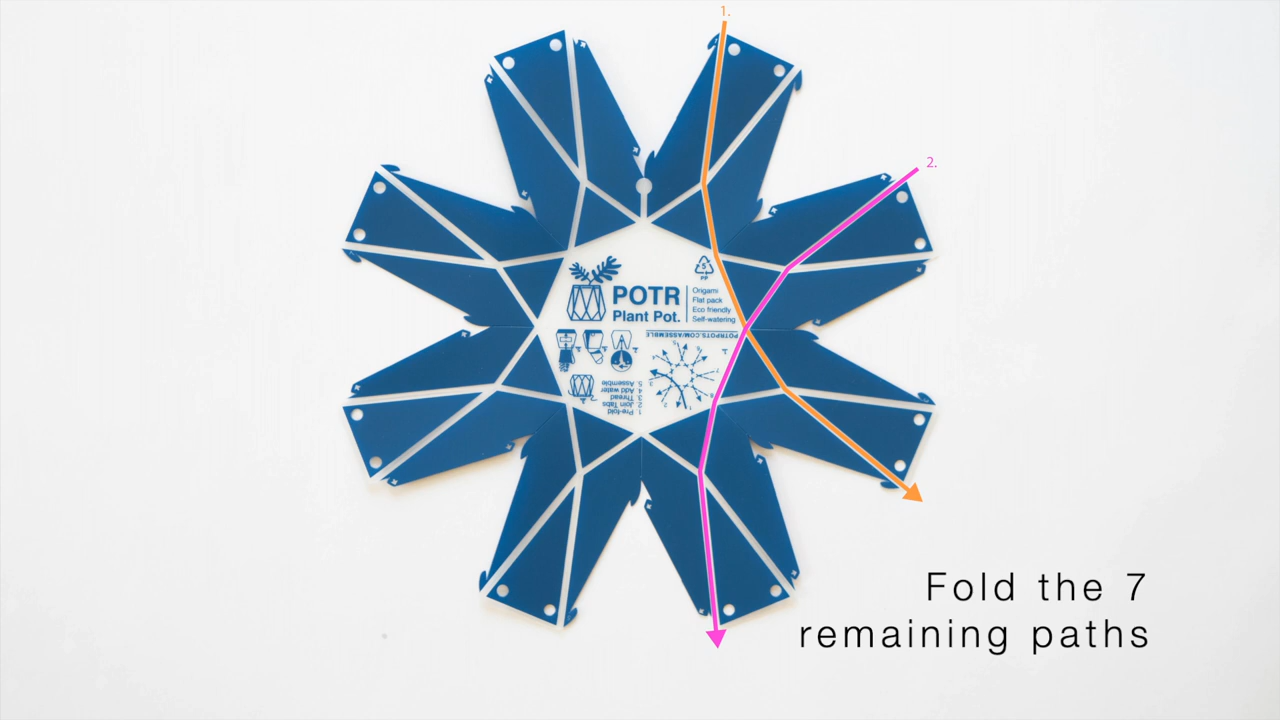 1.
2.
5
PP
POTR
Plant Pot.
Origami
Flat pack
Eco friendly
Self-watering
POTRPOTS.COM/ASSEMBLE
1. Pre-fold
2. Join Tabs
3. Thread
4. Add water
5. Assemble
Fold the 7
remaining paths